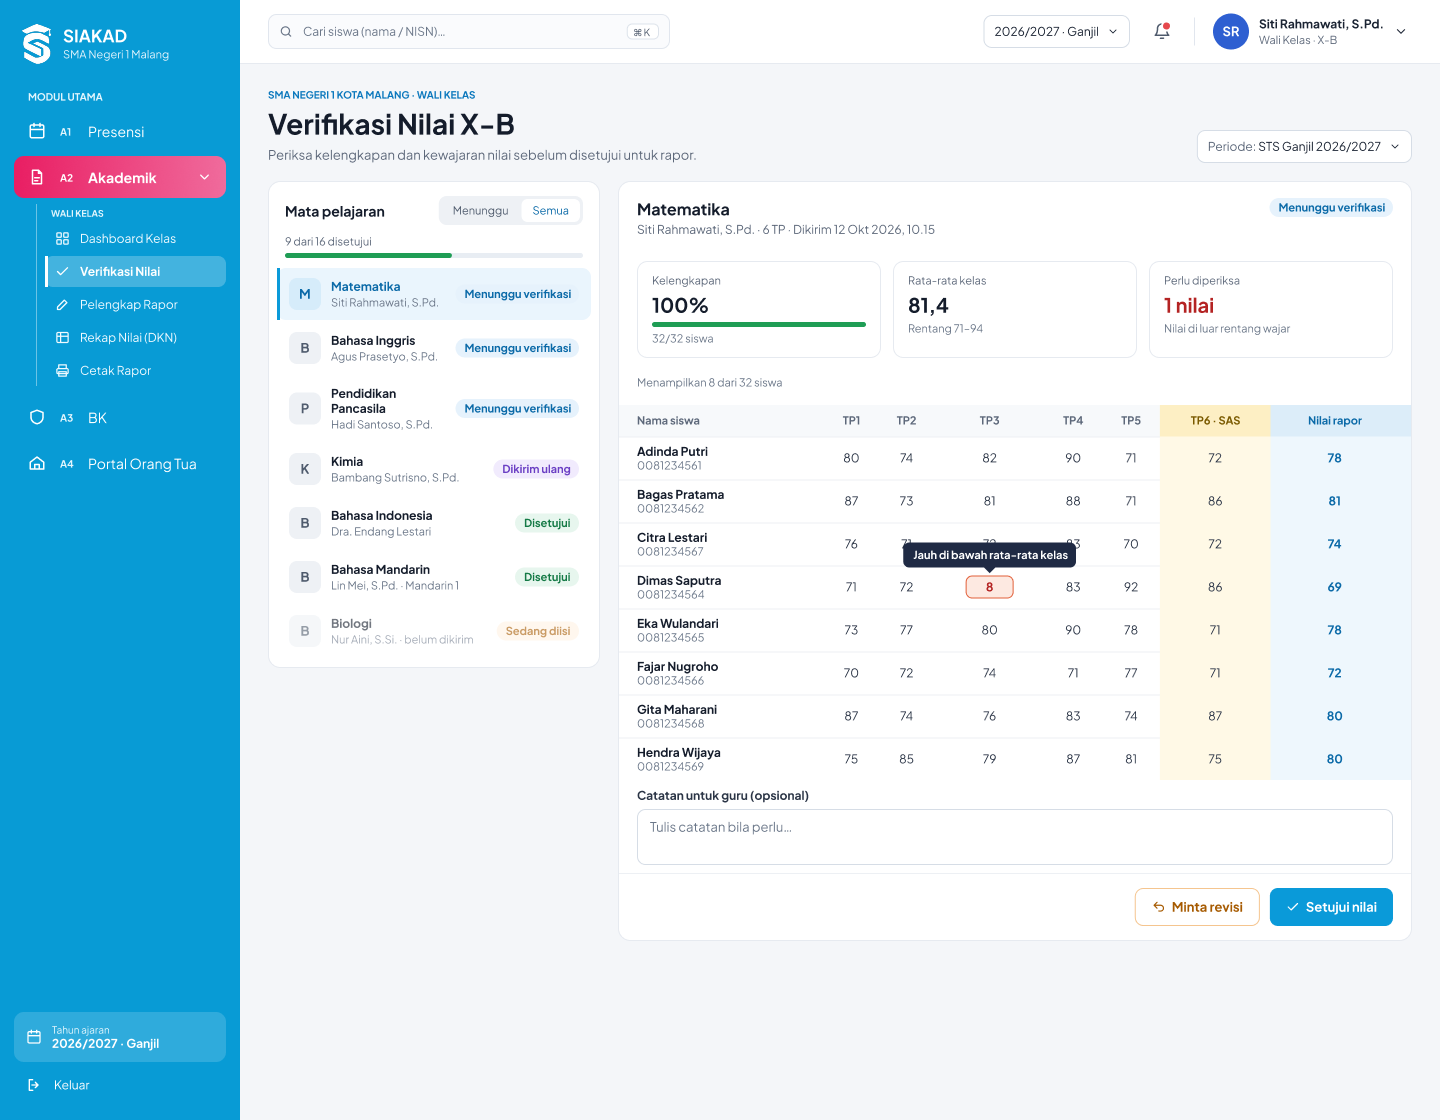 SIAKAD
SMA Negeri 1 Malang
MODUL UTAMA
A1 Presensi
A2 Akademik
WALI KELAS
Dashboard Kelas
Verifikasi Nilai
Pelengkap Rapor
Rekap Nilai (DKN)
Cetak Rapor
A3 BK
A4 Portal Orang Tua
Tahun ajaran
2026/2027 · Ganjil
Keluar
Cari siswa (nama / NISN)...
⌘K
2026/2027 · Ganjil
SR
Siti Rahmawati, S.Pd.
Wali Kelas · X-B
SMA NEGERI 1 KOTA MALANG · WALI KELAS
Verifikasi Nilai X-B
Periksa kelengkapan dan kewajaran nilai sebelum disetujui untuk rapor.
Periode: STS Ganjil 2026/2027
Mata pelajaran
Menunggu
Semua
9 dari 16 disetujui
M
Matematika
Siti Rahmawati, S.Pd.
Menunggu verifikasi
B
Bahasa Inggris
Agus Prasetyo, S.Pd.
Menunggu verifikasi
P
Pendidikan
Pancasila
Hadi Santoso, S.Pd.
Menunggu verifikasi
K
Kimia
Bambang Sutrisno, S.Pd.
Dikirim ulang
B
Bahasa Indonesia
Dra. Endang Lestari
Disetujui
B
Bahasa Mandarin
Lin Mei, S.Pd. · Mandarin 1
Disetujui
B
Biologi
Nur Aini, S.Si. · belum dikirim
Sedang diisi
Matematika
Siti Rahmawati, S.Pd. · 6 TP · Dikirim 12 Okt 2026, 10.15
Menunggu verifikasi
Kelengkapan
100%
32/32 siswa
Rata-rata kelas
81,4
Rentang 71–94
Perlu diperiksa
1 nilai
Nilai di luar rentang wajar
Menampilkan 8 dari 32 siswa
Nama siswa TP1 TP2 TP3 TP4 TP5 TP6 · SAS Nilai rapor
Adinda Putri
0081234561
80 74 82 90 71 72 78
Bagas Pratama
0081234562
87 73 81 88 71 86 81
Citra Lestari
0081234567
76 70 72 74
Jauh di bawah rata-rata kelas
Dimas Saputra
0081234564
71 72 8 83 92 86 69
Eka Wulandari
0081234565
73 77 80 90 78 71 78
Fajar Nugroho
0081234566
70 72 74 71 77 71 72
Gita Maharani
0081234568
87 74 76 83 74 87 80
Hendra Wijaya
0081234569
75 85 79 87 81 75 80
Catatan untuk guru (opsional)
Tulis catatan bila perlu...
Minta revisi
Setujui nilai